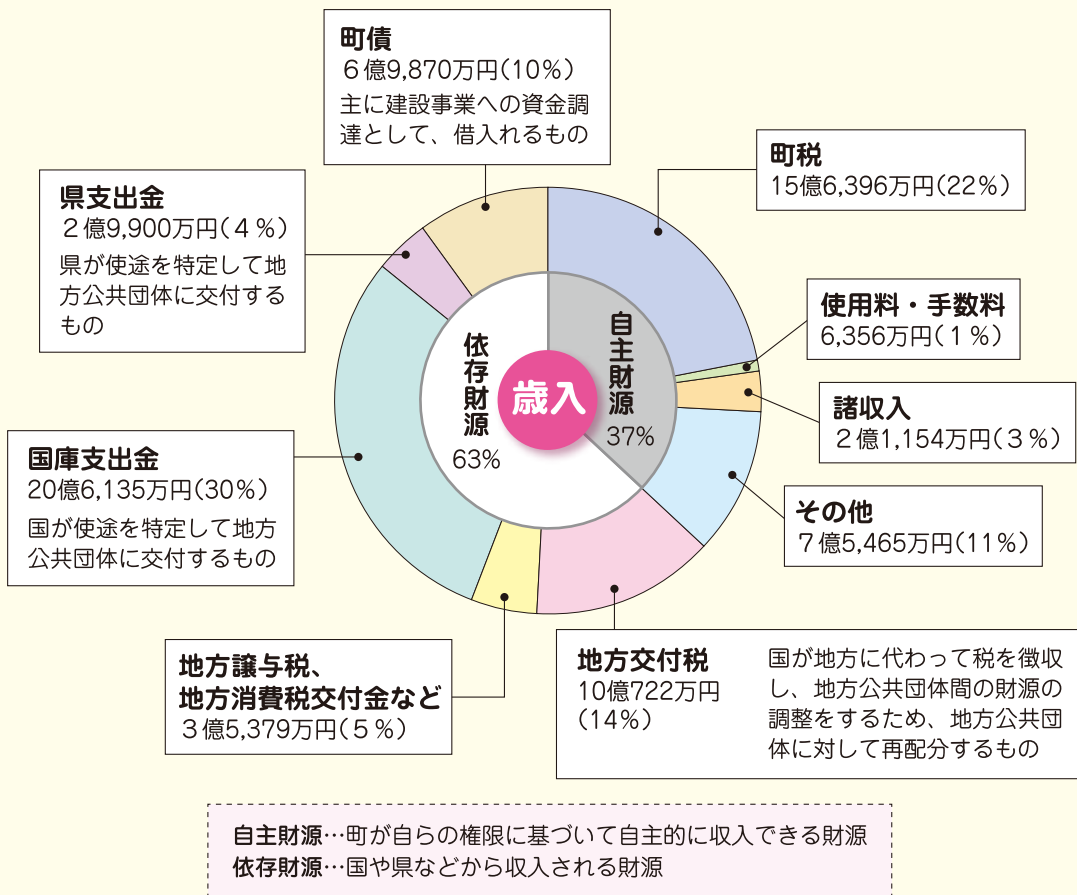 町債
6億9,870万円(10%)
主に建設事業への資金調
達として、借入れるもの
町税
15億6,396万円(22%)
県支出金
2億9,900万円(4%)
県が使途を特定して地
方公共団体に交付する
もの
使用料・手数料
6,356万円(1%)
諸収入
2億1,154万円(3%)
その他
7億5,465万円(11%)
歳入
自主財源
37%
依存財源
63%
国庫支出金
20億6,135万円(30%)
国が使途を特定して地方
公共団体に交付するもの
地方譲与税、
地方消費税交付金など
3億5,379万円(5%)
地方交付税
10億722万円
(14%)
国が地方に代わって税を徴収
し、地方公共団体間の財源の
調整をするため、地方公共団
体に対して再配分するもの
自主財源…町が自らの権限に基づいて自主的に収入できる財源
依存財源…国や県などから収入される財源